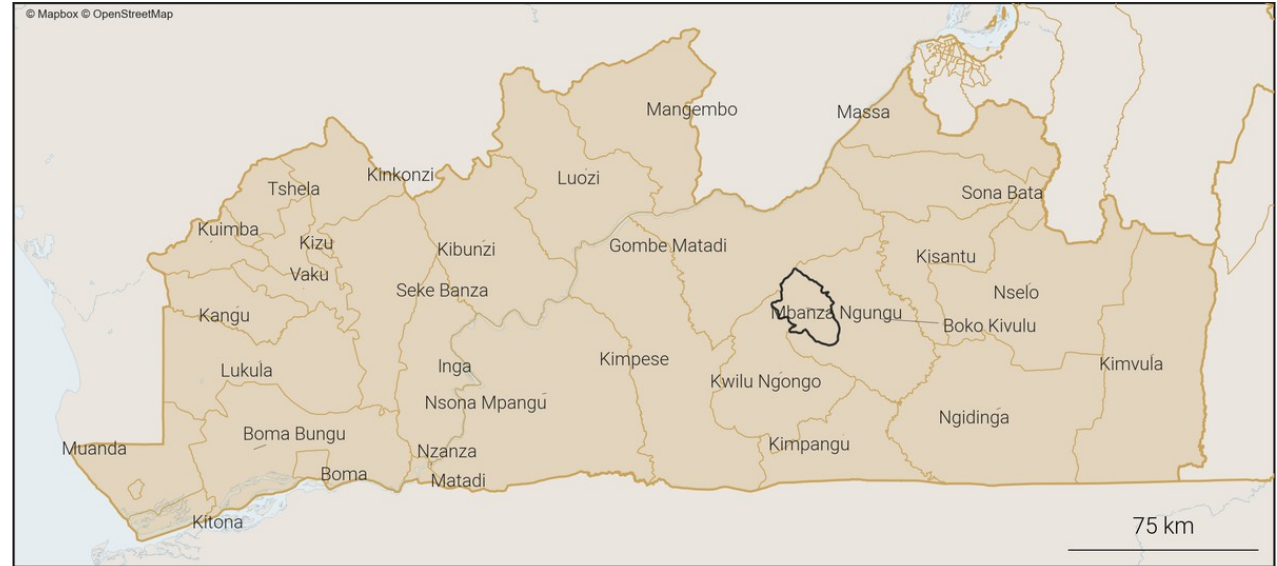 © Mapbox © OpenStreetMap
Mangembo
Massa
Kinkonzi
Luozi
Tshela
Sona Bata
Kuimba
Kizu
Kibunzi
Gombe Matadi
Kisantu
Vaku
Seke Banza
Nselo
Kangu
Mbanza Ngungu
Boko Kivulu
Inga
Kimpese
Kimvula
Lukula
Kwilu Ngongo
Nsona Mpangu
Ngidinga
Boma Bungu
Kimpangu
Muanda
Nzanza
Boma
Matadi
Kitona
75 km